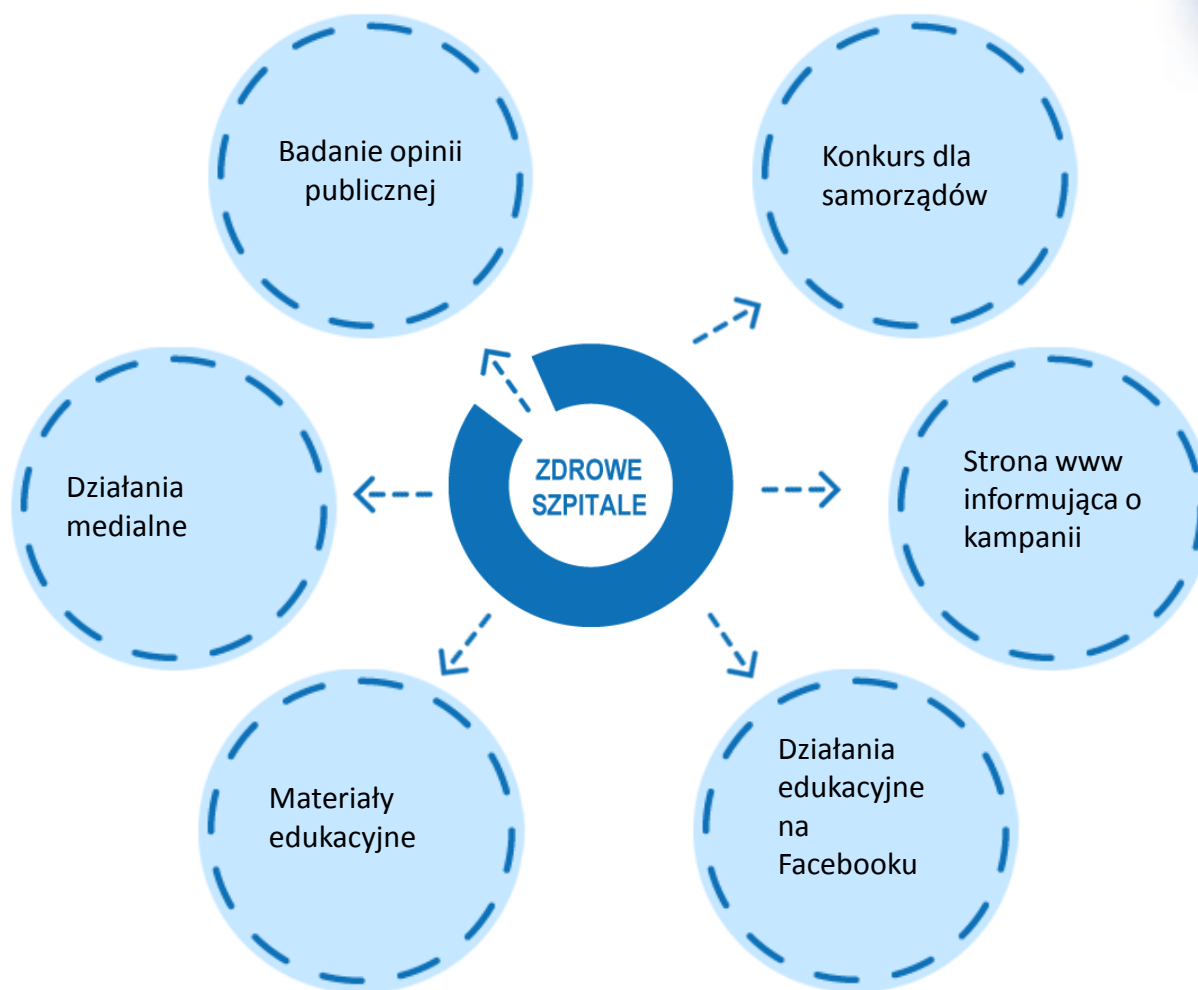 Badanie opinii
publicznej
Konkurs dla
samorządów
ZDROWE
SZPITALE
Działania
medialne
Strona www
informująca o
kampanii
Materiały
edukacyjne
Działania
edukacyjne
na
Facebooku